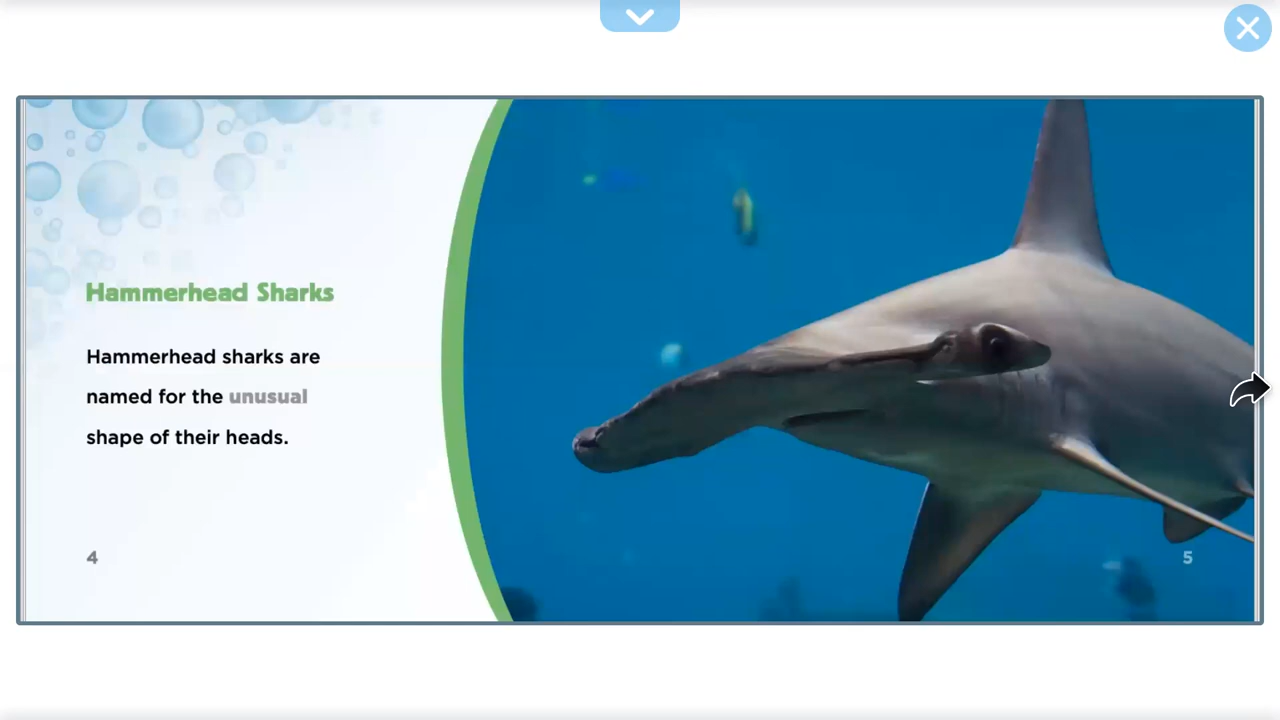 Hammerhead Sharks
Hammerhead sharks are
named for the unusual
shape of their heads.
4
5